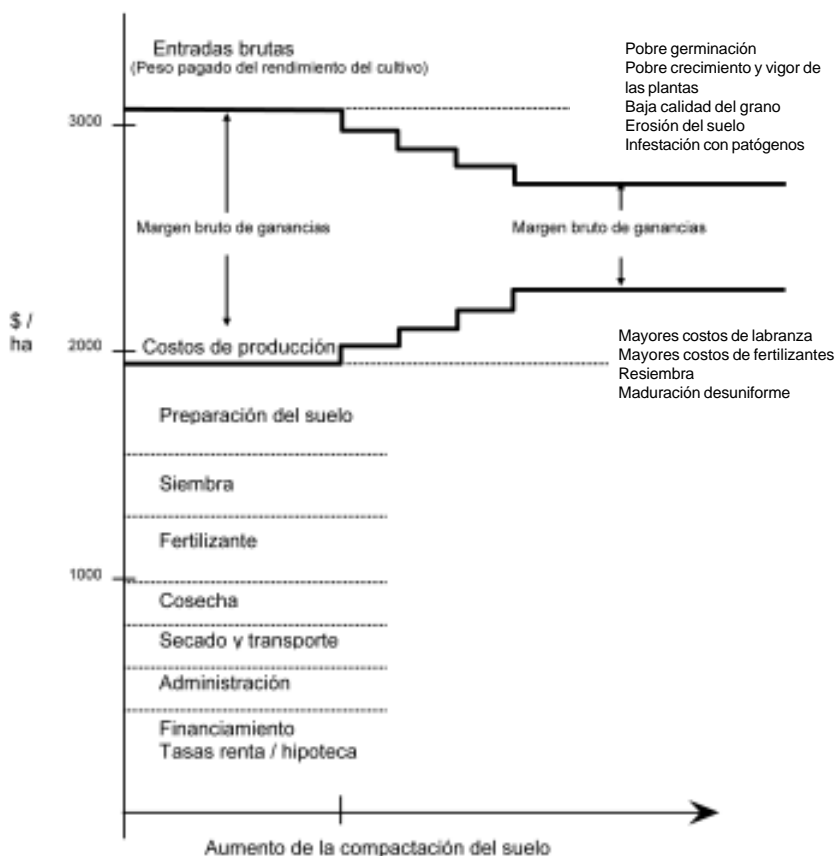 Entradas brutas
(Peso pagado del rendimiento del cultivo)
Pobre germinación
Pobre crecimiento y vigor de
las plantas
Baja calidad del grano
Erosión del suelo
Infestación con patógenos
3000
Margen bruto de ganancias
Margen bruto de ganancias
$ /
ha
2000
Costos de producción
Mayores costos de labranza
Mayores costos de fertilizantes
Resiembra
Maduración desuniforme
Preparación del suelo
Siembra
Fertilizante
1000
Cosecha
Secado y transporte
Administración
Financiamiento
Tasas renta / hipoteca
Aumento de la compactación del suelo